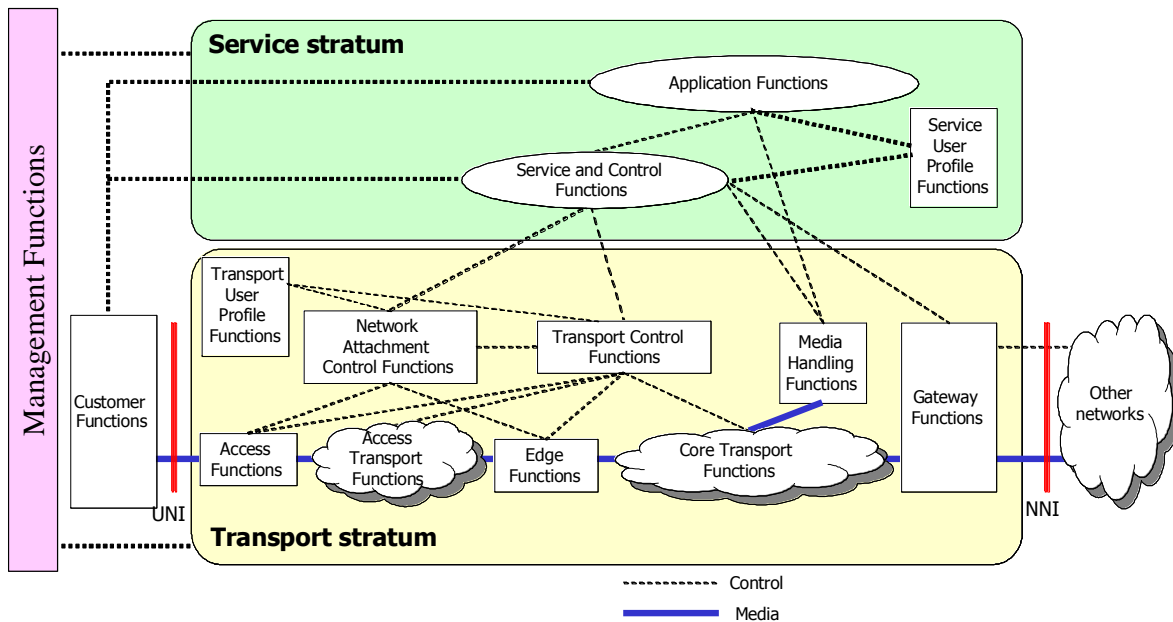 Management Functions
Service stratum
Application Functions
Service
User
Profile
Functions
Service and Control
Functions
Transport
User
Profile
Functions
Network
Attachment
Control Functions
Transport Control
Functions
Media
Handling
Functions
Customer
Functions
Gateway
Functions
Other
networks
Access
Functions
Access
Transport
Functions
Edge
Functions
Core Transport
Functions
UNI
NNI
Transport stratum
Control
Media